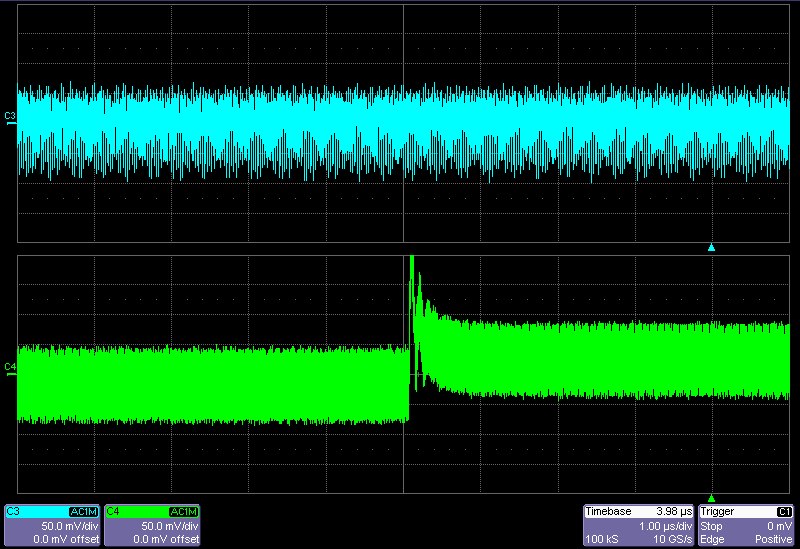 C3
C4
C3 AC1M
50.0 mV/div
0.0 mV offset
C4 AC1M
50.0 mV/div
0.0 mV offset
Timebase 3.98 µs
1.00 µs/div
100 kS 10 GS/s
Trigger C1
Stop 0 mV
Edge Positive